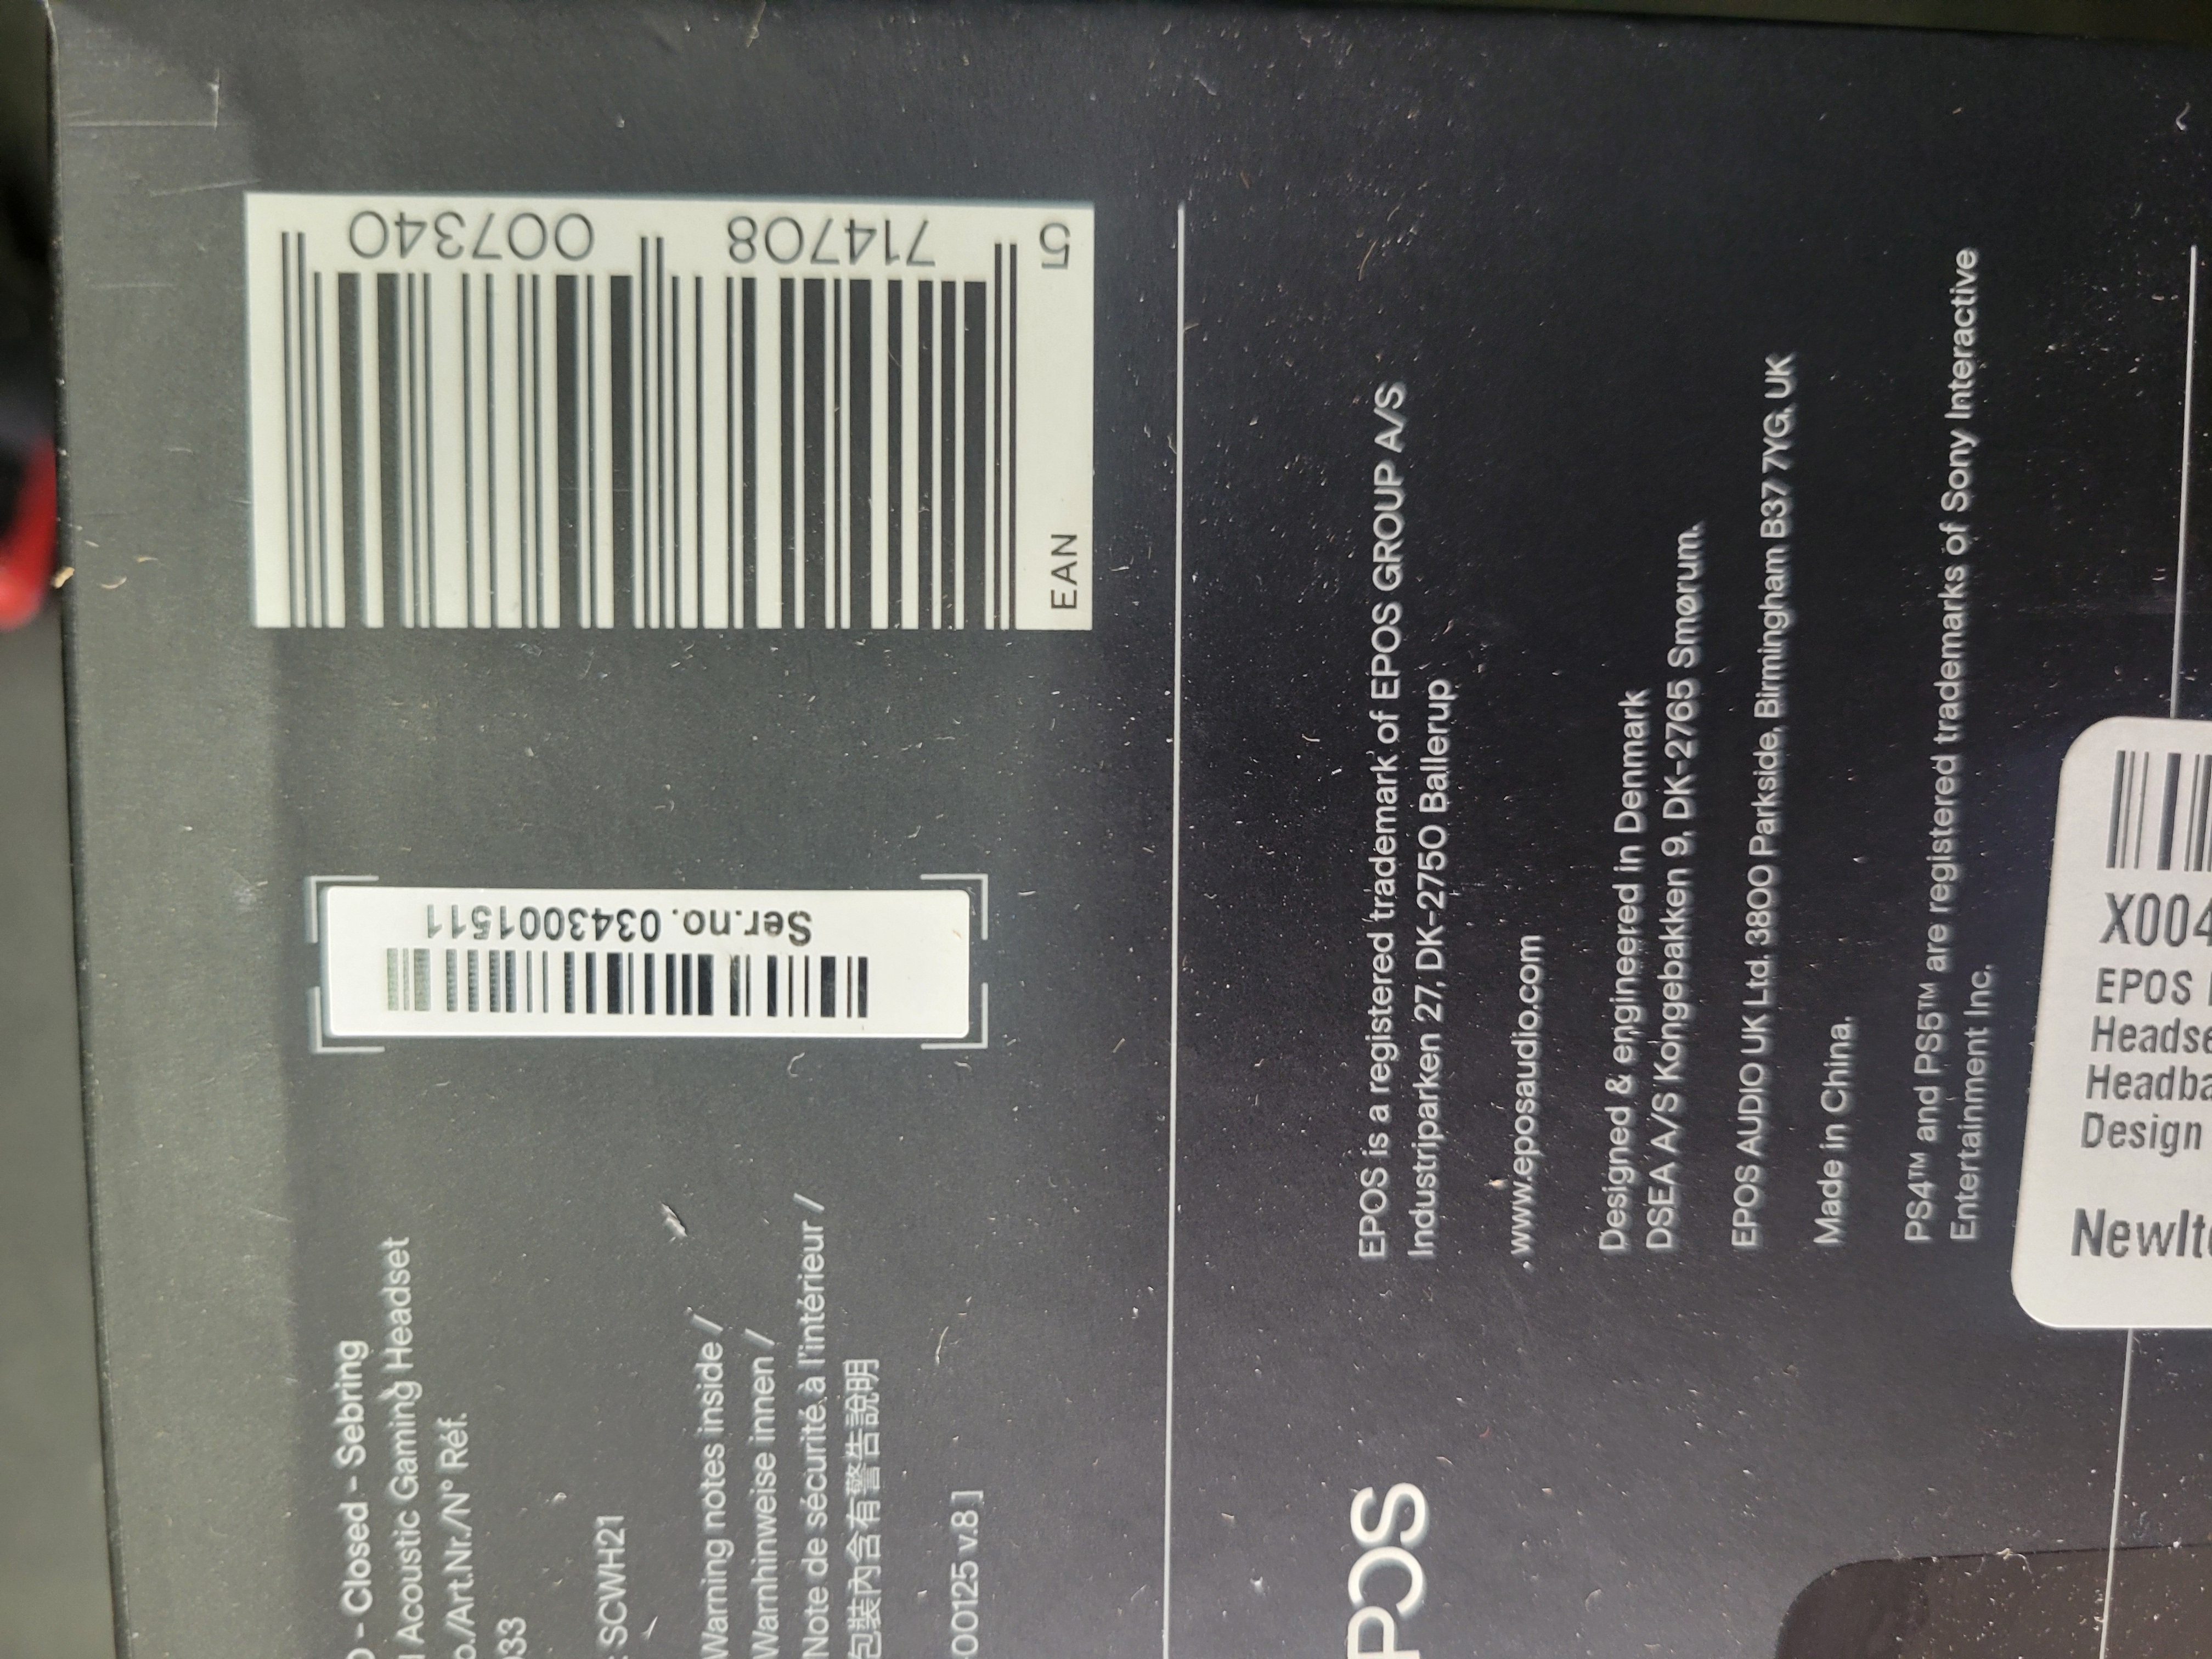 - Closed - Sebring
Acoustic Gaming Headset
/Art.Nr./N° Réf.
SCWH21
Warning notes inside /
Warnhinweise innen /
Note de sécurité à l'intérieur /
包裝內含有警告說明
00125 v.8 ]
Ser.no. 0343001511
5 714708 007340
EAN
EPOS is a registered trademark of EPOS GROUP A/S
Industriparken 27, DK-2750 Ballerup
www.eposaudio.com
Designed & engineered in Denmark
DSEA A/S Kongebakken 9, DK-2765 Smørum.
EPOS AUDIO UK Ltd. 3800 Parkside, Birmingham B37 7YG, UK
Made in China.
PS4™ and PS5™ are registered trademarks of Sony Interactive
Entertainment Inc.
X004
EPOS
Design